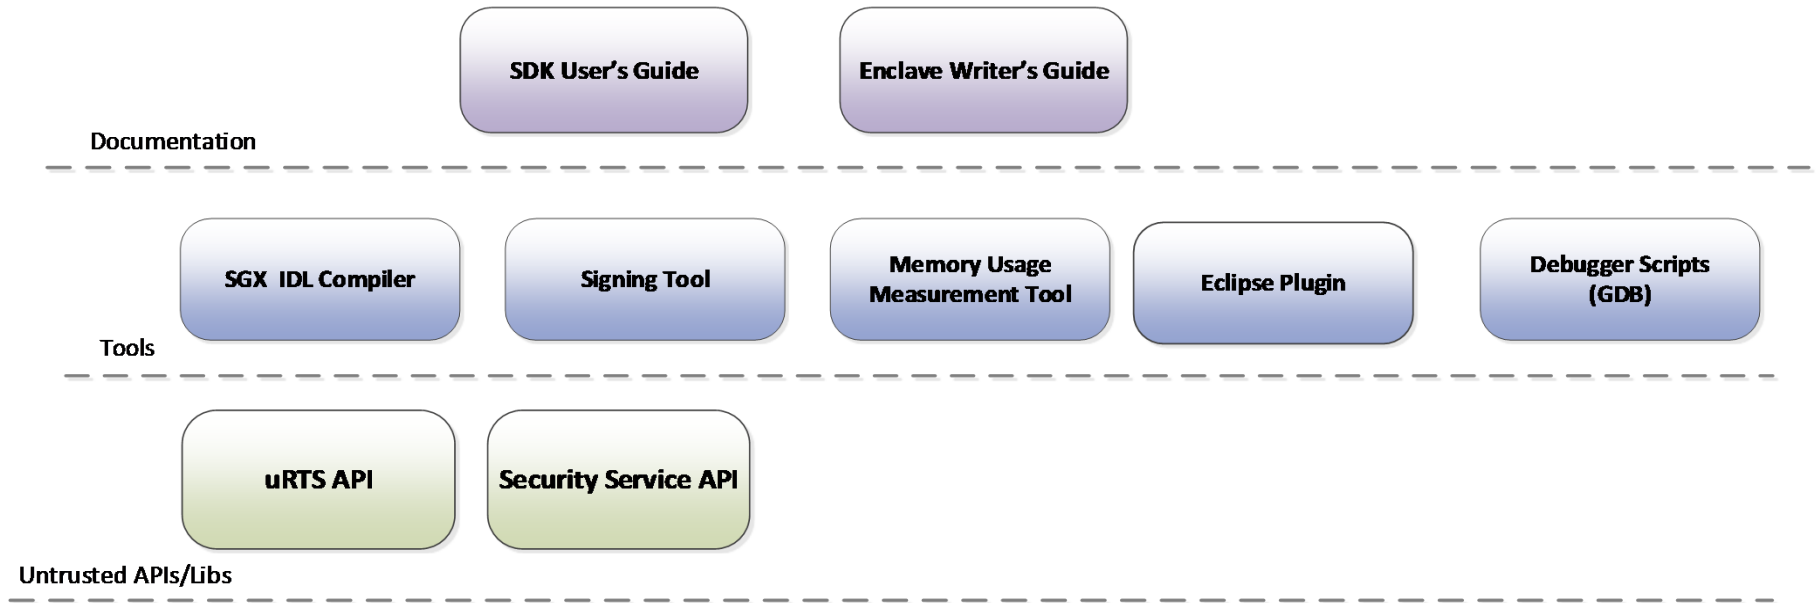 SDK User's Guide
Enclave Writer's Guide
Documentation
SGX  IDL Compiler
Signing Tool
Memory Usage
Measurement Tool
Eclipse Plugin
Debugger Scripts
(GDB)
Tools
uRTS API
Security Service API
Untrusted APIs/Libs